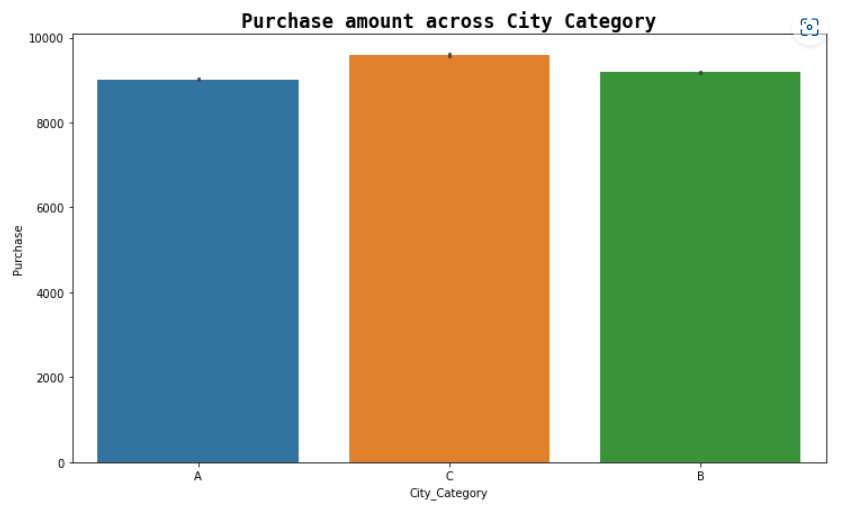 Purchase amount across City Category
10000
8000
6000
4000
2000
0
Purchase
A
C
B
City_Category